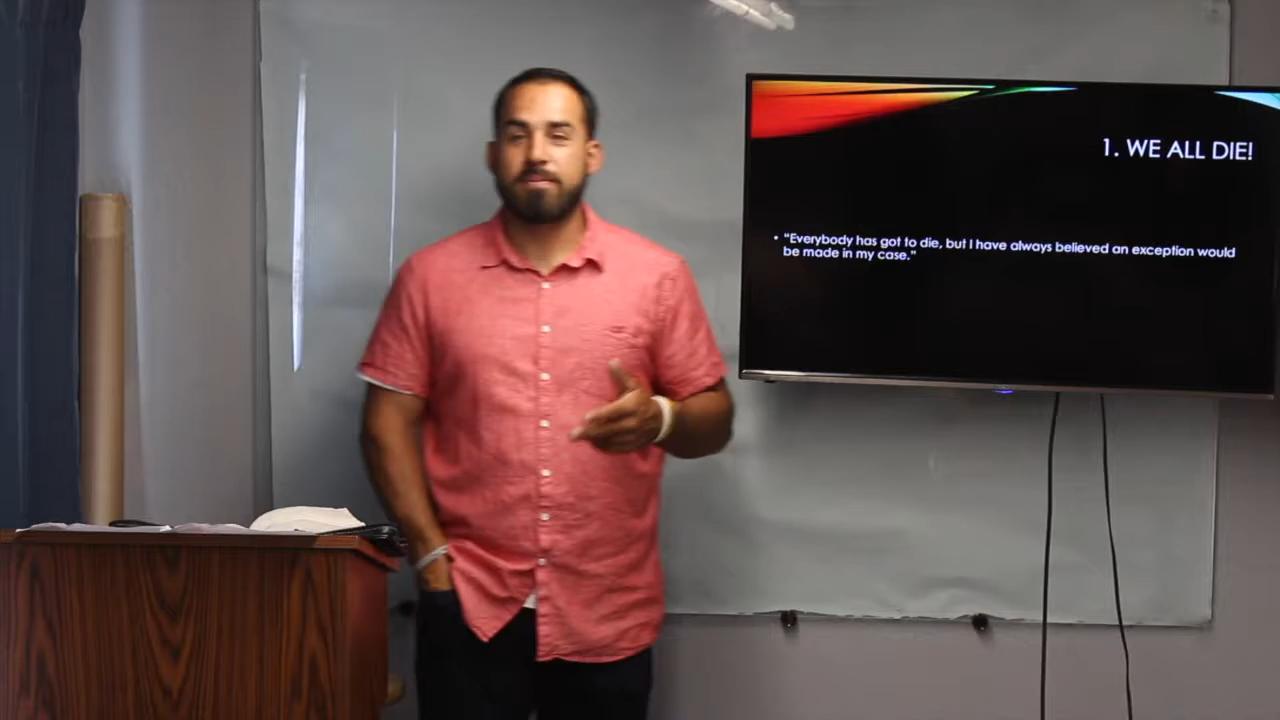 1. WE ALL DIE!
• "Everybody has got to die, but I have always believed an exception would
be made in my case."